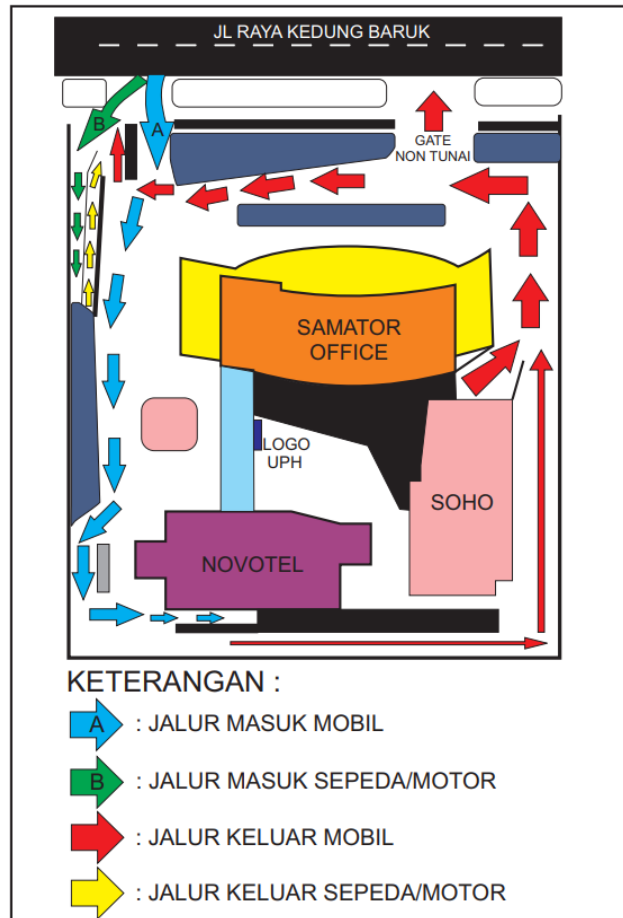 JL RAYA KEDUNG BARUK
B
A
GATE
NON TUNAI
SAMATOR
OFFICE
LOGO
UPH
SOHO
NOVOTEL
KETERANGAN :
A : JALUR MASUK MOBIL
B : JALUR MASUK SEPEDA/MOTOR
: JALUR KELUAR MOBIL
: JALUR KELUAR SEPEDA/MOTOR